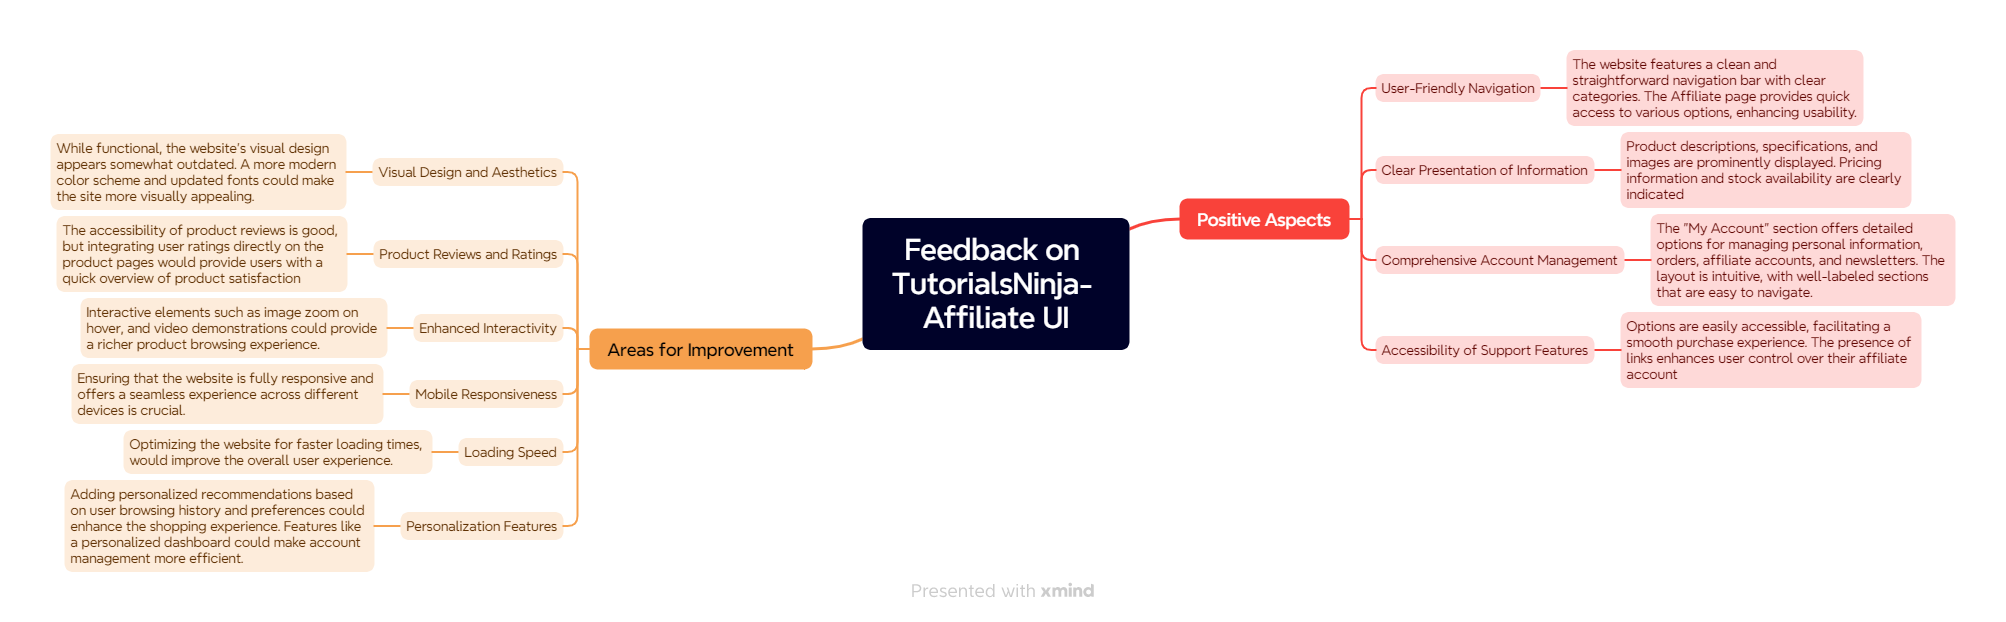 Feedback on
TutorialsNinja-
Affiliate UI
Positive Aspects
User-Friendly Navigation
The website features a clean and
straightforward navigation bar with clear
categories. The Affiliate page provides quick
access to various options, enhancing usability.
Clear Presentation of Information
Product descriptions, specifications, and
images are prominently displayed. Pricing
information and stock availability are clearly
indicated
Comprehensive Account Management
The "My Account" section offers detailed
options for managing personal information,
orders, affiliate accounts, and newsletters. The
layout is intuitive, with well-labeled sections
that are easy to navigate.
Accessibility of Support Features
Options are easily accessible, facilitating a
smooth purchase experience. The presence of
links enhances user control over their affiliate
account
Areas for Improvement
Visual Design and Aesthetics
While functional, the website's visual design
appears somewhat outdated. A more modern
color scheme and updated fonts could make
the site more visually appealing.
Product Reviews and Ratings
The accessibility of product reviews is good,
but integrating user ratings directly on the
product pages would provide users with a
quick overview of product satisfaction
Enhanced Interactivity
Interactive elements such as image zoom on
hover, and video demonstrations could provide
a richer product browsing experience.
Mobile Responsiveness
Ensuring that the website is fully responsive and
offers a seamless experience across different
devices is crucial.
Loading Speed
Optimizing the website for faster loading times,
would improve the overall user experience.
Personalization Features
Adding personalized recommendations based
on user browsing history and preferences could
enhance the shopping experience. Features like
a personalized dashboard could make account
management more efficient.
Presented with xmind